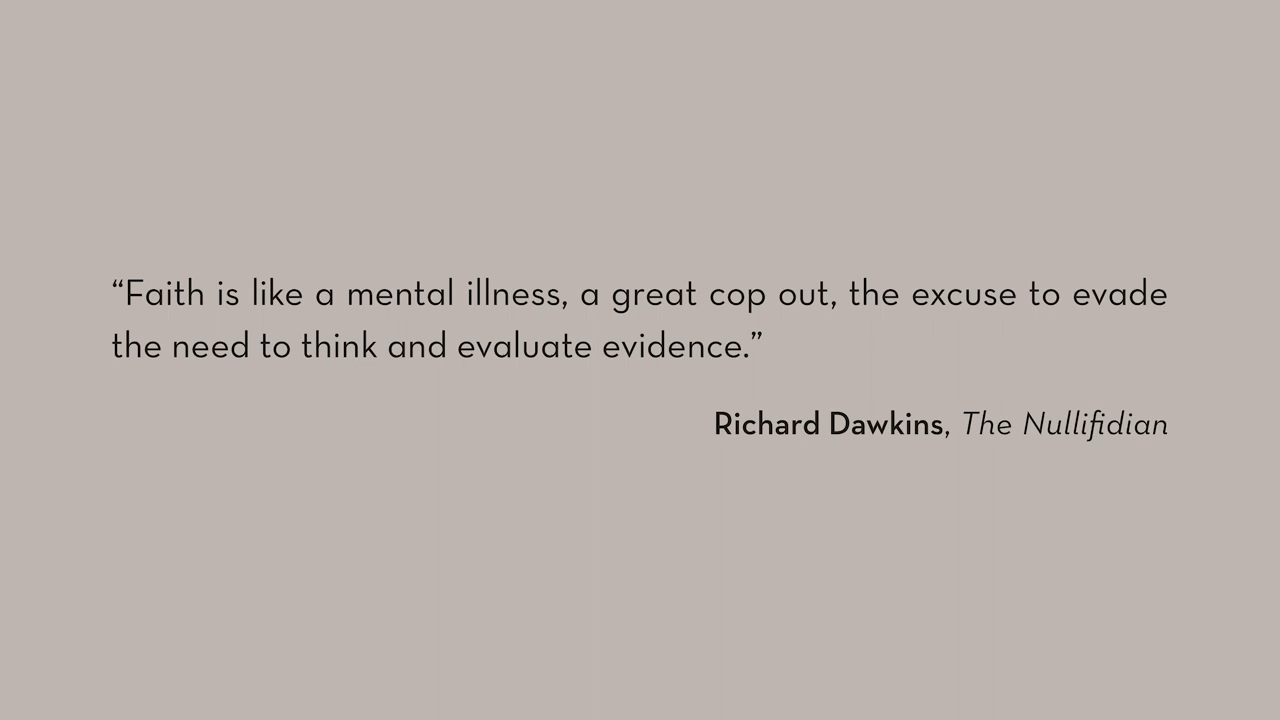 “Faith is like a mental illness, a great cop out, the excuse to evade
the need to think and evaluate evidence.”
Richard Dawkins, The Nullifidian